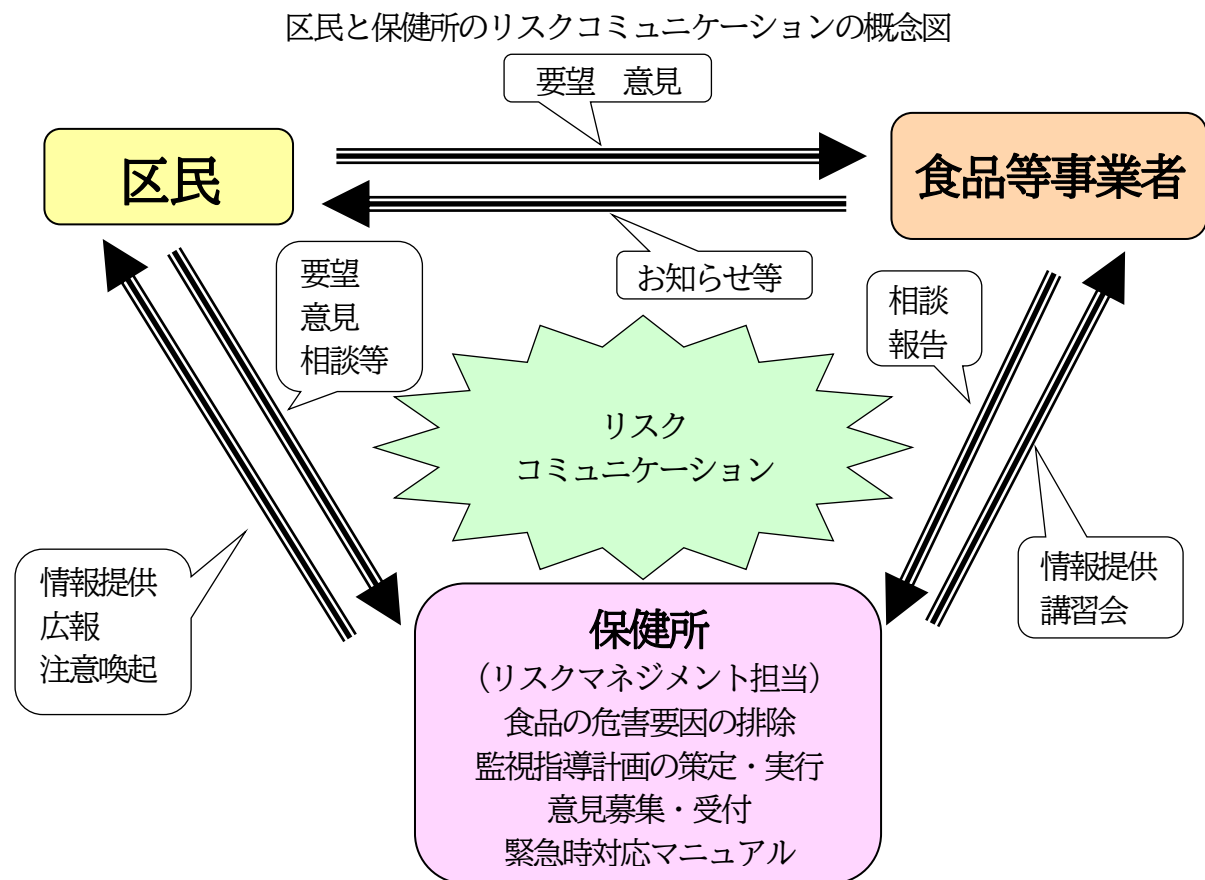 区民と保健所のリスクコミュニケーションの概念図
要望　意見
区民
食品等事業者
お知らせ等
要望
意見
相談等
相談
報告
リスク
コミュニケーション
情報提供
広報
注意喚起
情報提供
講習会
保健所
（リスクマネジメント担当）
食品の危害要因の排除
監視指導計画の策定・実行
意見募集・受付
緊急時対応マニュアル